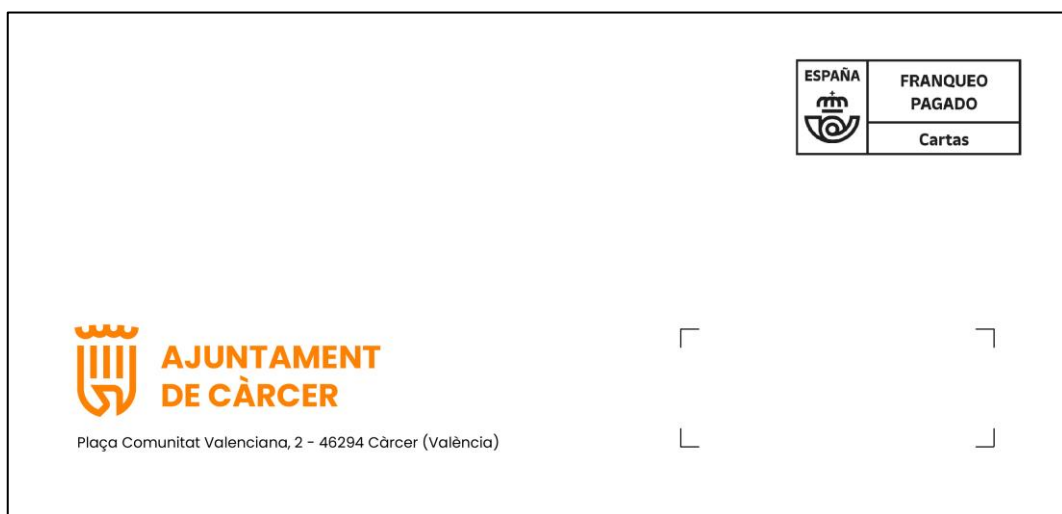 ESPAÑA
FRANQUEO
PAGADO
Cartas
AJUNTAMENT
DE CÀRCER
Plaça Comunitat Valenciana, 2 - 46294 Càrcer (València)